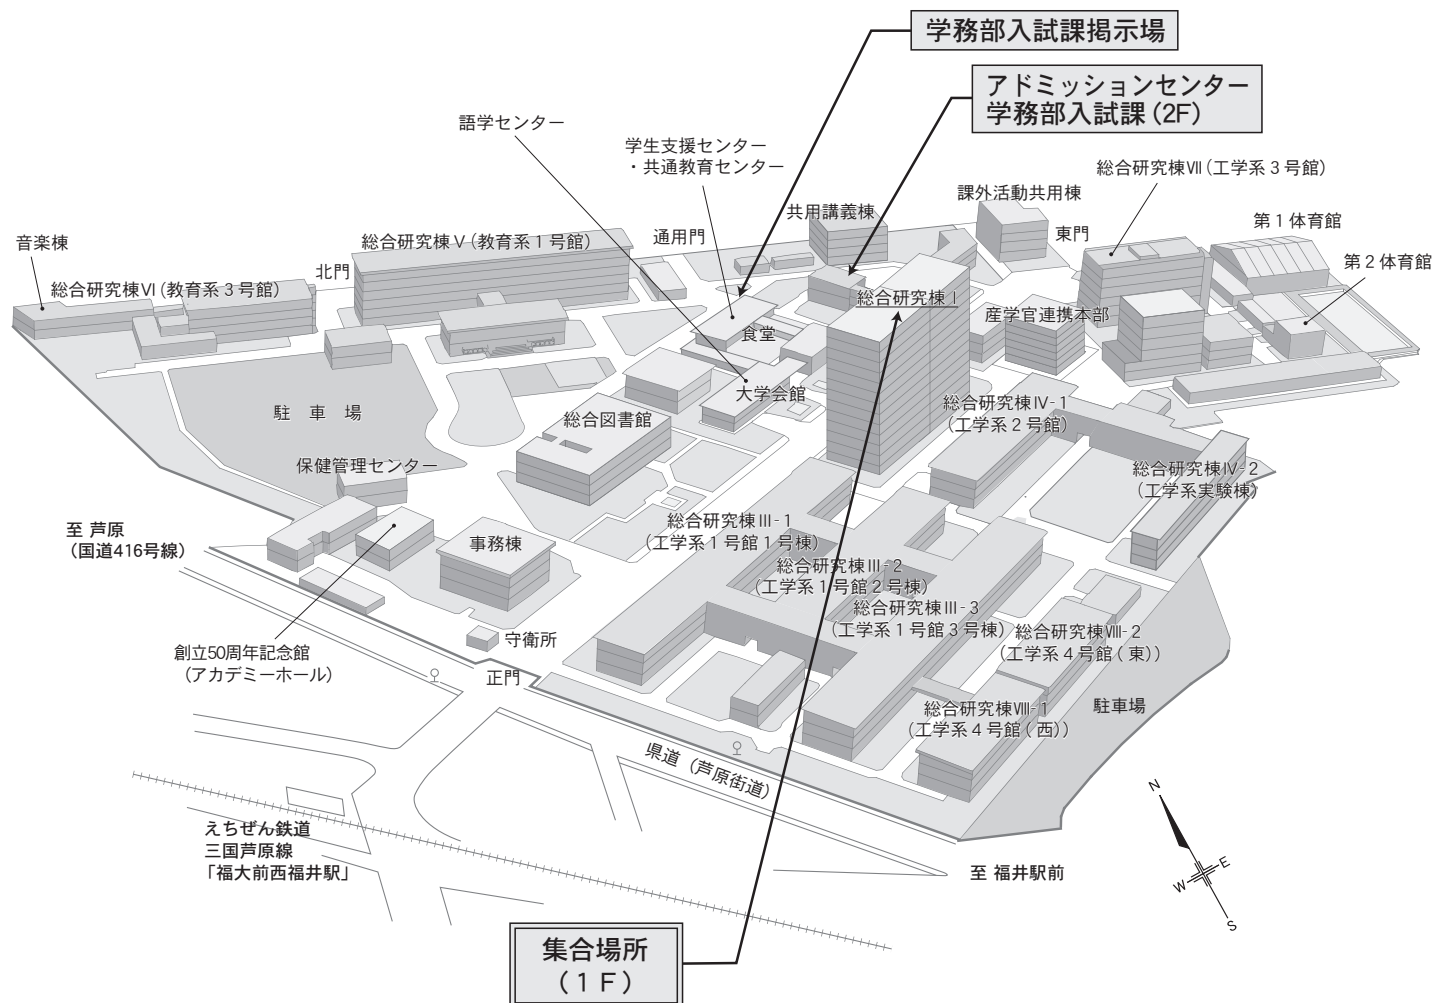 学務部入試課掲示場
アドミッションセンター
学務部入試課(2F)
語学センター
学生支援センター
・共通教育センター
総合研究棟Ⅶ(工学系3号館)
課外活動共用棟
共用講義棟
第1体育館
東門
音楽棟
総合研究棟Ⅴ(教育系1号館)
通用門
第2体育館
北門
総合研究棟Ⅵ(教育系3号館)
総合研究棟Ⅰ
産学官連携本部
食堂
大学会館
駐 車 場
総合図書館
総合研究棟Ⅳ-1
(工学系2号館)
保健管理センター
総合研究棟Ⅳ-2
(工学系実験棟)
至 芦原
(国道416号線)
総合研究棟Ⅲ-1
(工学系1号館1号棟)
事務棟
総合研究棟Ⅲ-2
(工学系1号館2号棟)
総合研究棟Ⅲ-3
(工学系1号館3号棟)
総合研究棟Ⅷ-2
(工学系4号館(東))
守衛所
創立50周年記念館
(アカデミーホール)
正門
総合研究棟Ⅷ-1
(工学系4号館(西))
駐車場
県道(芦原街道)
えちぜん鉄道
三国芦原線
「福大前西福井駅」
至 福井駅前
N
E
W
S
集合場所
(1F)